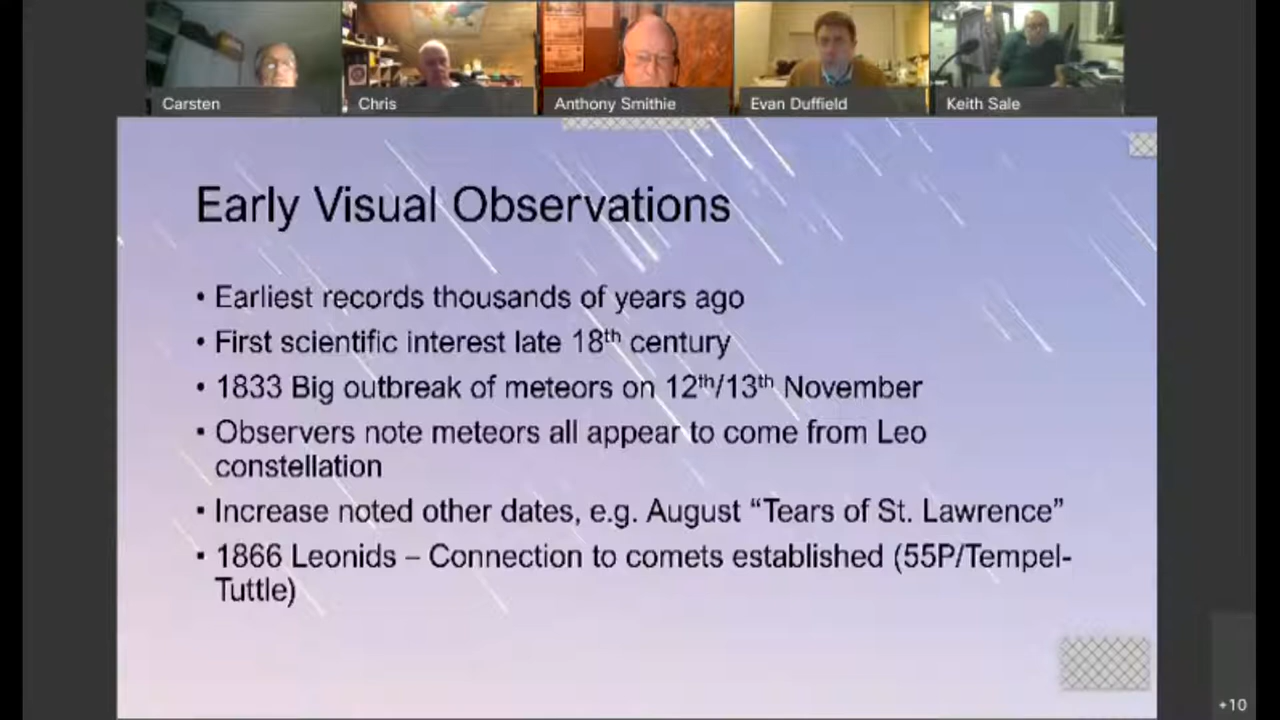 Carsten
Chris
Anthony Smithie
Evan Duffield
Keith Sale
Early Visual Observations
• Earliest records thousands of years ago
• First scientific interest late 18th century
• 1833 Big outbreak of meteors on 12th/13th November
• Observers note meteors all appear to come from Leo
constellation
• Increase noted other dates, e.g. August “Tears of St. Lawrence”
• 1866 Leonids – Connection to comets established (55P/Tempel-
Tuttle)
+10